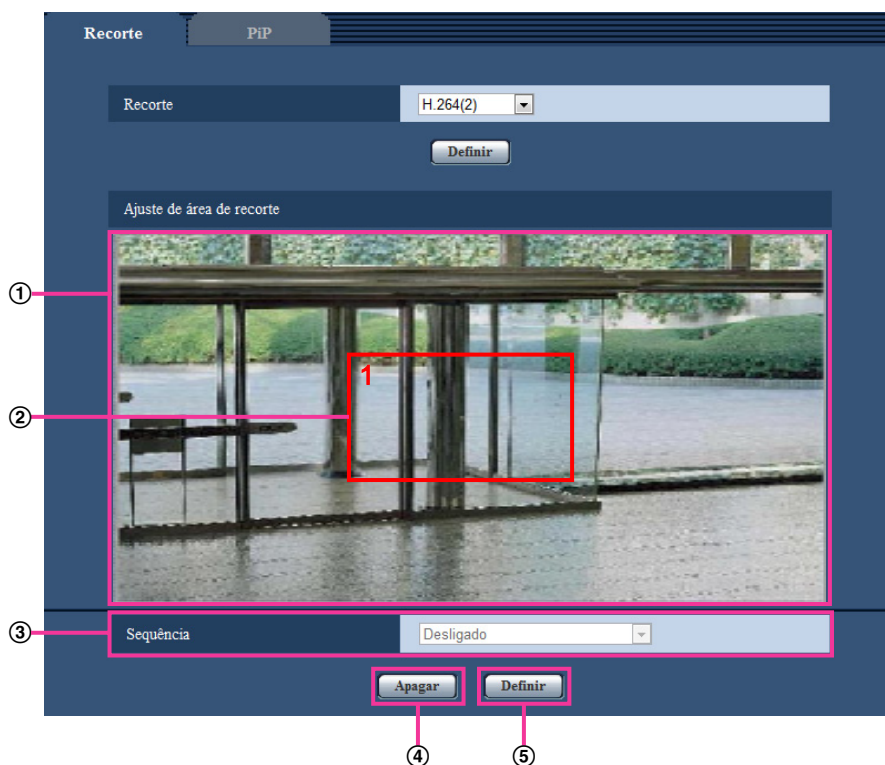 Recorte PiP
Recorte H.264(2)
Definir
Ajuste de área de recorte
①
1
②
③ Sequência Desligado
Apagar Definir
④ ⑤